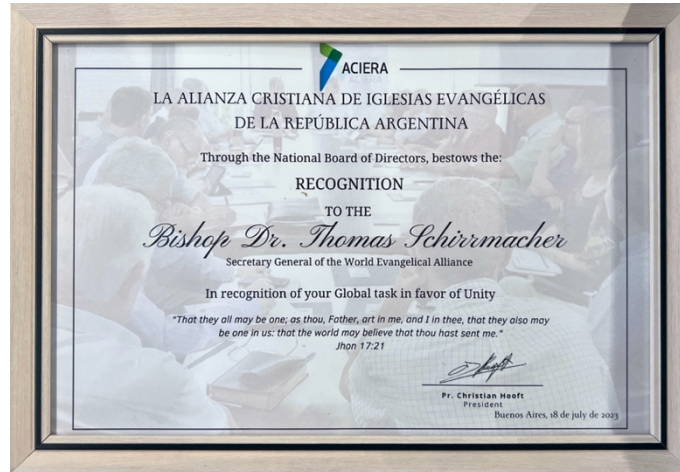 ACIERA
LA ALIANZA CRISTIANA DE IGLESIAS EVANGÉLICAS
DE LA REPÚBLICA ARGENTINA
Through the National Board of Directors, bestows the:
RECOGNITION
TO THE
Bishop Dr. Thomas Schirrmacher
Secretary General of the World Evangelical Alliance
In recognition of your Global task in favor of Unity
"That they all may be one; as thou, Father, art in me, and I in thee, that they also may
be one in us: that the world may believe that thou hast sent me."
Jhon 17:21
Pr. Christian Hooft
President
Buenos Aires, 18 de july de 2023